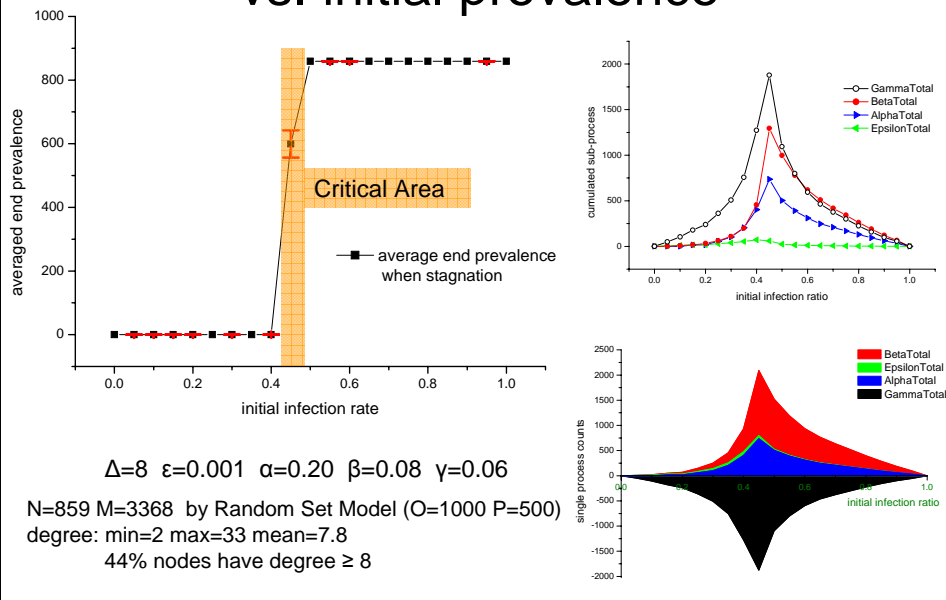 vs. initial prevalence
1000
800
600
400
200
0
averaged end prevalence
Critical Area
average end prevalence
when stagnation
0.0 0.2 0.4 0.6 0.8 1.0
initial infection rate
2000
1500
1000
500
0
cumulated sub-process
GammaTotal
BetaTotal
AlphaTotal
EpsilonTotal
0.0 0.2 0.4 0.6 0.8 1.0
initial infection ratio
2500
2000
1500
1000
500
0
-500
-1000
-1500
-2000
single process counts
BetaTotal
EpsilonTotal
AlphaTotal
GammaTotal
0.0 0.2 0.4 0.6 0.8 1.0
initial infection ratio
Δ=8 ε=0.001 α=0.20 β=0.08 γ=0.06
N=859 M=3368 by Random Set Model (O=1000 P=500)
degree: min=2 max=33 mean=7.8
44% nodes have degree ≥ 8